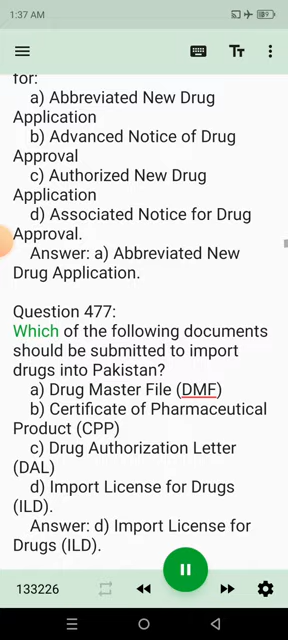 1:37 AM
for:
a) Abbreviated New Drug
Application
b) Advanced Notice of Drug
Approval
c) Authorized New Drug
Application
d) Associated Notice for Drug
Approval.
Answer: a) Abbreviated New
Drug Application.
Question 477:
Which of the following documents
should be submitted to import
drugs into Pakistan?
a) Drug Master File (DMF)
b) Certificate of Pharmaceutical
Product (CPP)
c) Drug Authorization Letter
(DAL)
d) Import License for Drugs
(ILD).
Answer: d) Import License for
Drugs (ILD).
133226